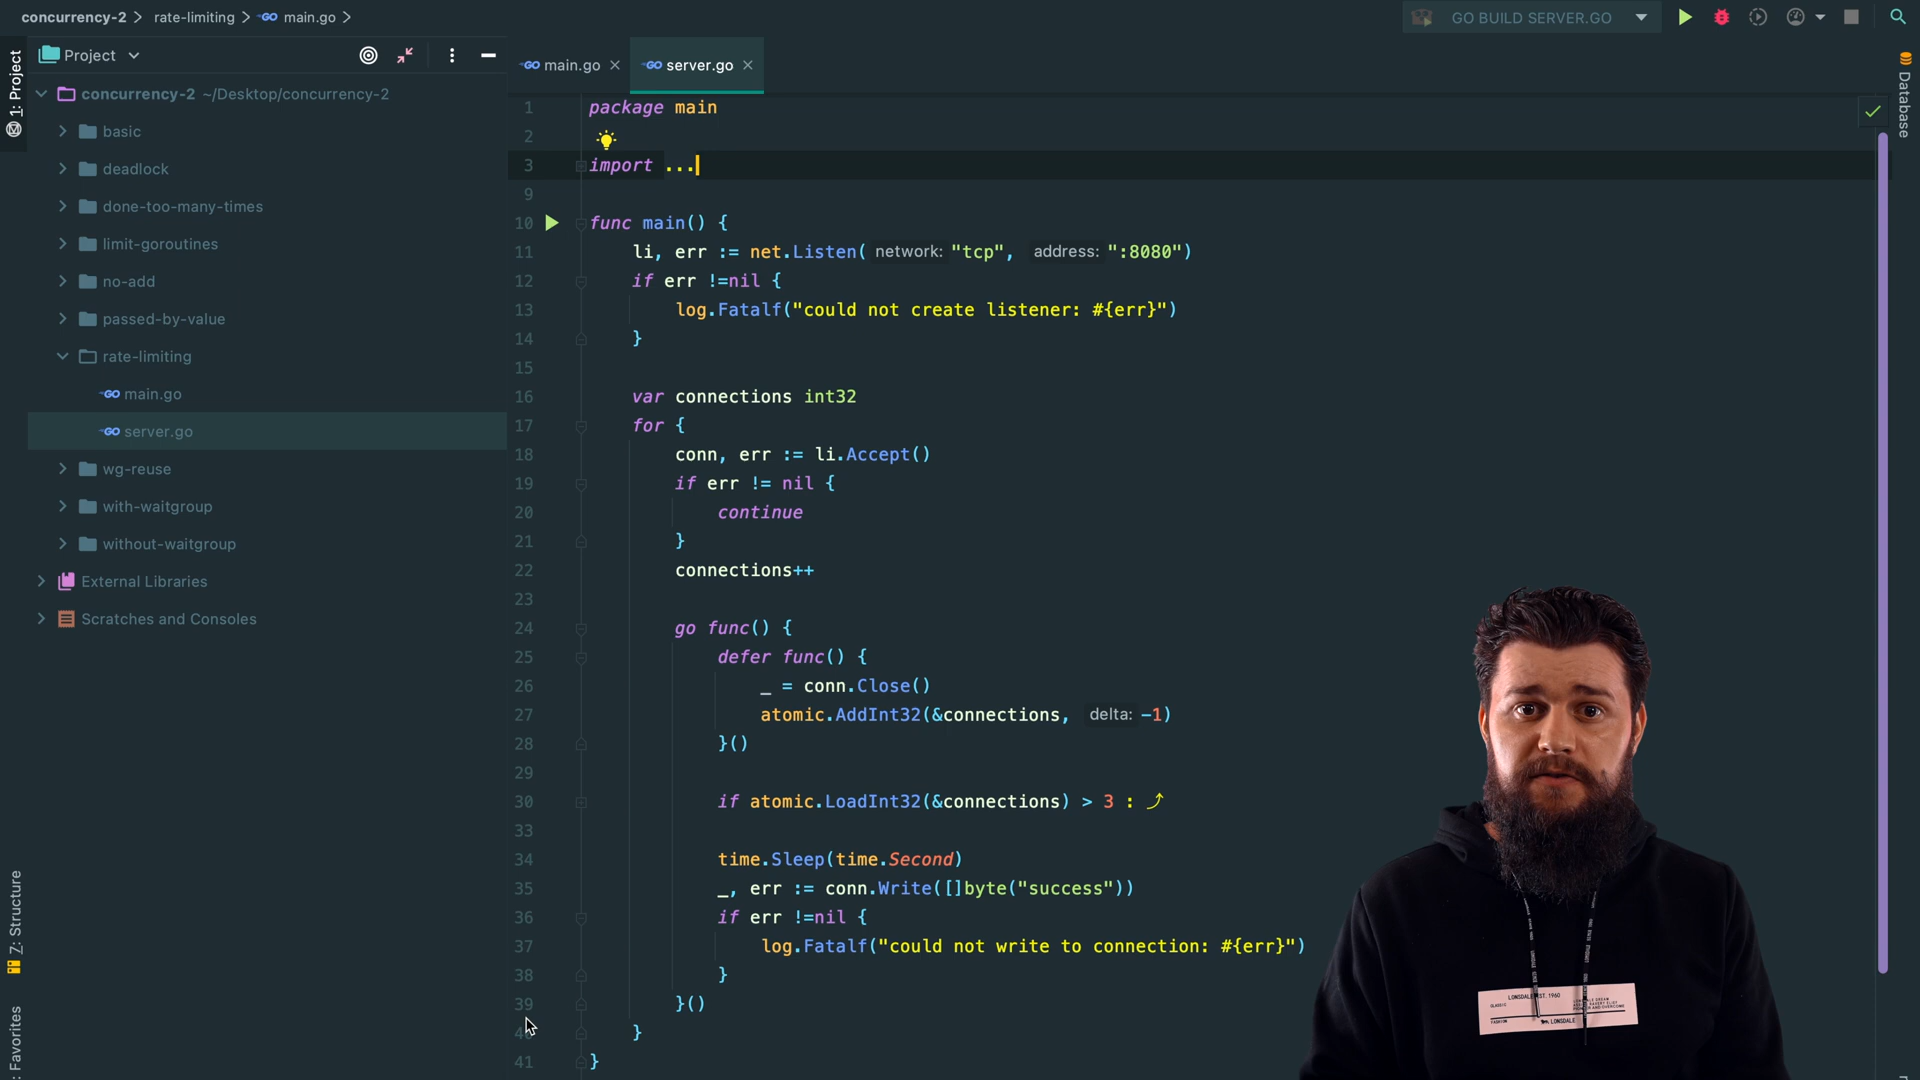 concurrency-2 rate-limiting main.go
GO BUILD SERVER.GO
1: Project
Project
concurrency-2 ~/Desktop/concurrency-2
basic
deadlock
done-too-many-times
limit-goroutines
no-add
passed-by-value
rate-limiting
main.go
server.go
wg-reuse
with-waitgroup
without-waitgroup
External Libraries
Scratches and Consoles
Z: Structure
: Favorites
main.go
server.go
1 package main
2
3 import ...
9
10 func main() {
11 li, err := net.Listen( network: "tcp", address: ":8080")
12 if err !=nil {
13 log.Fatalf("could not create listener: #{err}")
14 }
15
16 var connections int32
17 for {
18 conn, err := li.Accept()
19 if err != nil {
20 continue
21 }
22 connections++
23
24 go func() {
25 defer func() {
26 _ = conn.Close()
27 atomic.AddInt32(&connections, delta: -1)
28 }()
29
30 if atomic.LoadInt32(&connections) > 3 :
33
34 time.Sleep(time.Second)
35 _, err := conn.Write([]byte("success"))
36 if err !=nil {
37 log.Fatalf("could not write to connection: #{err}")
38 }
39 }()
40 }
41 }
Database
LONSDALE EST. 1960
CLASSIC
FASHION
LONSDALE